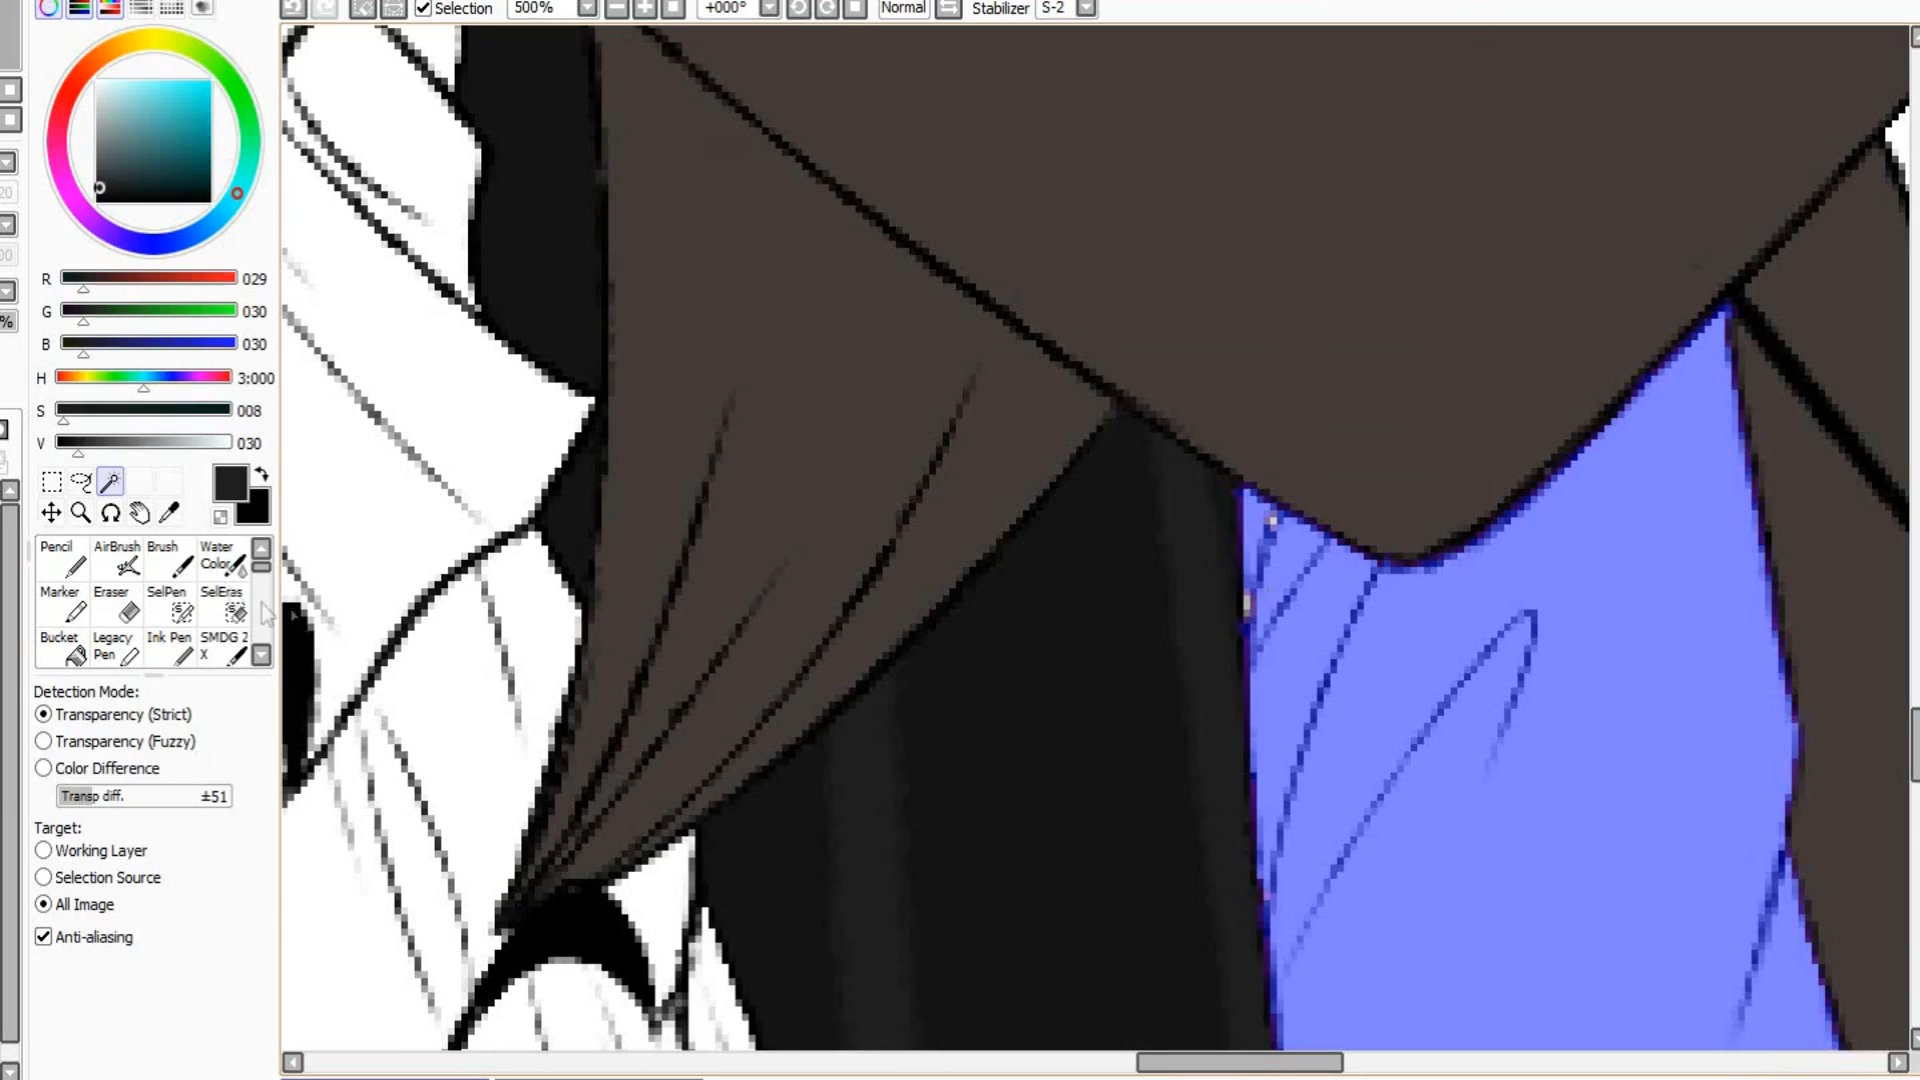 Selection 500% +000° Normal Stabilizer S-2
R 029
G 030
B 030
H 3:000
S 008
V 030
20
00
%
Pencil AirBrush Brush Water Color
Marker Eraser SelPen SelEras
Bucket Legacy Pen Ink Pen SMDG 2 X
Detection Mode:
Transparency (Strict)
Transparency (Fuzzy)
Color Difference
Transp diff. ±51
Target:
Working Layer
Selection Source
All Image
Anti-aliasing